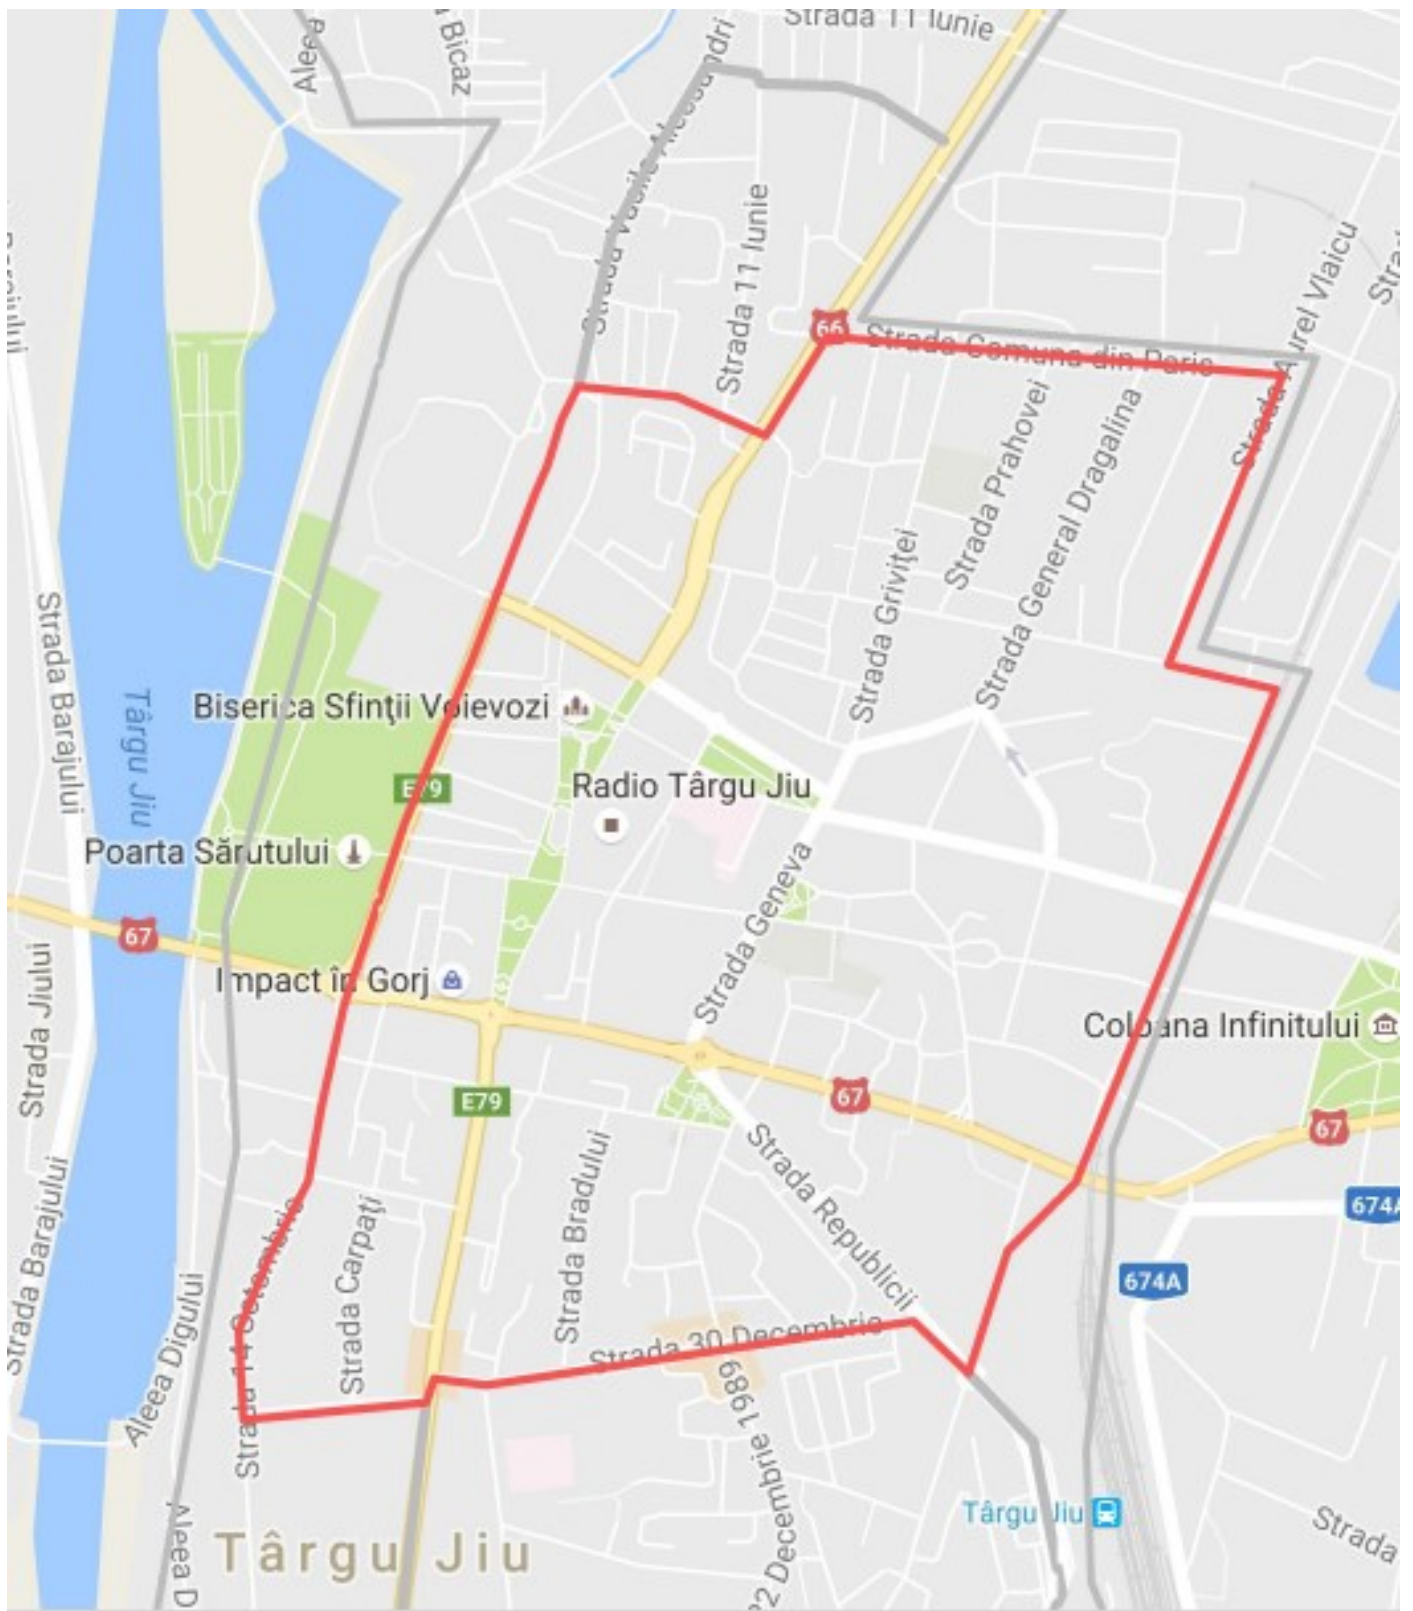 Strada 11 Iunie
Aleea
Bicaz
Strada Vasile Alecsandri
Strada 11 Iunie
66
Strada Comuna din Paris
Strada Aurel Vlaicu
Strada Prahovei
Strada General Dragalina
Strada Griviţei
Strada Barajului
Târgu Jiu
Biserica Sfinţii Voievozi
E79
Radio Târgu Jiu
Poarta Sărutului
Strada Geneva
67
Impact în Gorj
Strada Jiului
Coloana Infinitului
E79
67
67
Strada Barajului
Strada Republicii
Strada Bradului
Strada Carpaţi
Strada 14 Octombrie
674A
674A
Aleea Digului
Strada 30 Decembrie
22 Decembrie 1989
Târgu Jiu
Strada
Aleea D
Târgu Jiu